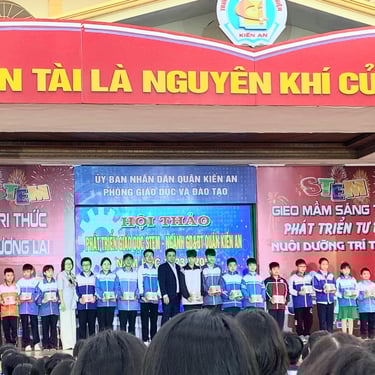 KIẾN AN
N TÀI LÀ NGUYÊN KHÍ CỦ
ỦY BAN NHÂN DÂN QUẬN KIẾN AN
PHÒNG GIÁO DỤC VÀ ĐÀO TẠO
HỘI THẢO
PHÁT TRIỂN GIÁO DỤC STEM - NGÀNH GD&ĐT QUẬN KIẾN AN
STEM
RI THỨC
ƯƠNG LAI
STEM
GIEO MẦM SÁNG T
PHÁT TRIỂN TƯ
NUÔI DƯỠNG TRÍ T